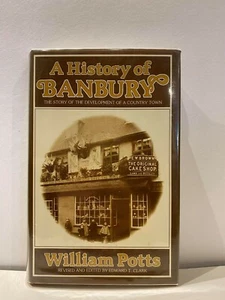 A History of
BANBURY
THE STORY OF THE DEVELOPMENT OF A COUNTRY TOWN
E.W. BROWN
THE ORIGINAL
CAKE SHOP
William Potts
REVISED AND EDITED BY EDWARD T. CLARK